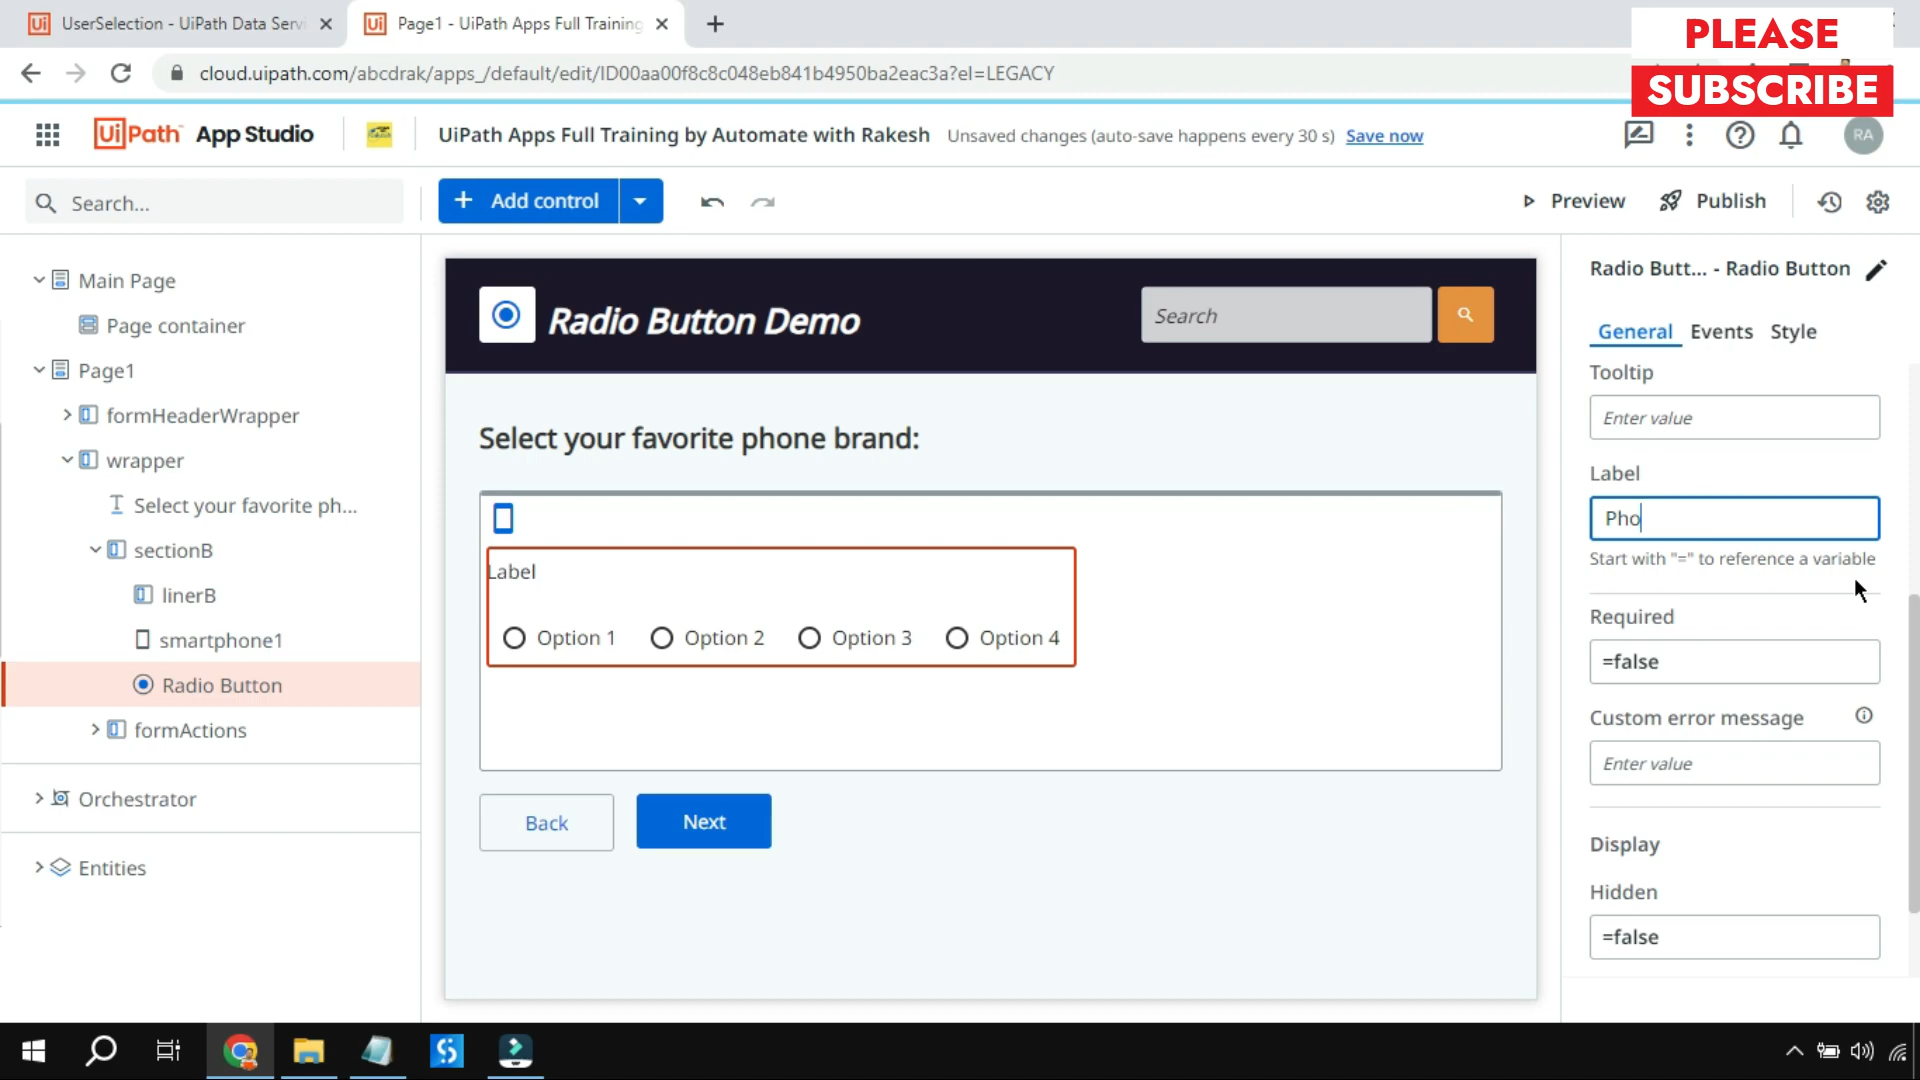 UserSelection - UiPath Data Serv
Page1 - UiPath Apps Full Training
PLEASE
SUBSCRIBE
cloud.uipath.com/abcdrak/apps_/default/edit/ID00aa00f8c8c048eb841b4950ba2eac3a?el=LEGACY
UiPath App Studio
UiPath Apps Full Training by Automate with Rakesh
Unsaved changes (auto-save happens every 30 s) Save now
RA
Search...
+ Add control
Preview
Publish
Main Page
Page container
Page1
formHeaderWrapper
wrapper
Select your favorite ph...
sectionB
linerB
smartphone1
Radio Button
formActions
Orchestrator
Entities
Radio Button Demo
Search
Select your favorite phone brand:
Label
Option 1 Option 2 Option 3 Option 4
Back
Next
Radio Butt... - Radio Button
General Events Style
Tooltip
Enter value
Label
Pho
Start with "=" to reference a variable
Required
=false
Custom error message
Enter value
Display
Hidden
=false